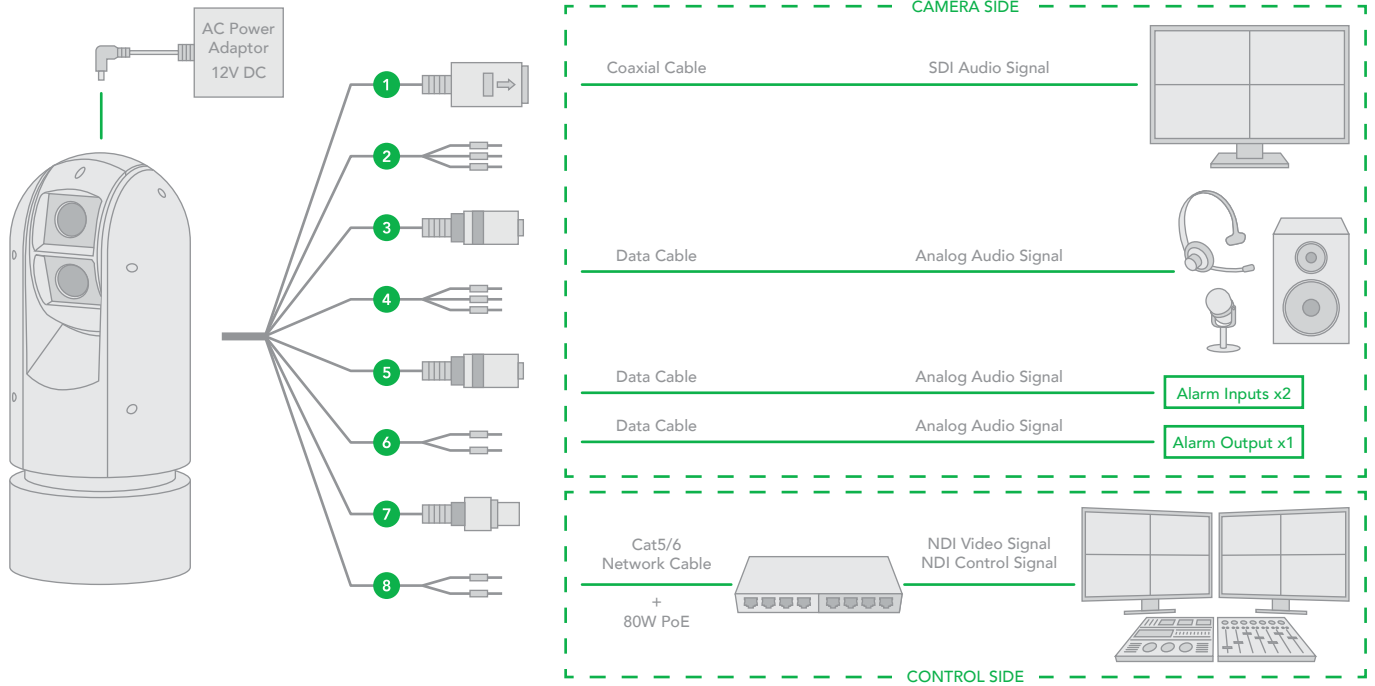 AC Power
Adaptor
12V DC
1
2
3
4
5
6
7
8
CAMERA SIDE
Coaxial Cable
SDI Audio Signal
Data Cable
Analog Audio Signal
Data Cable
Analog Audio Signal
Alarm Inputs x2
Data Cable
Analog Audio Signal
Alarm Output x1
Cat5/6
Network Cable
+
80W PoE
NDI Video Signal
NDI Control Signal
CONTROL SIDE